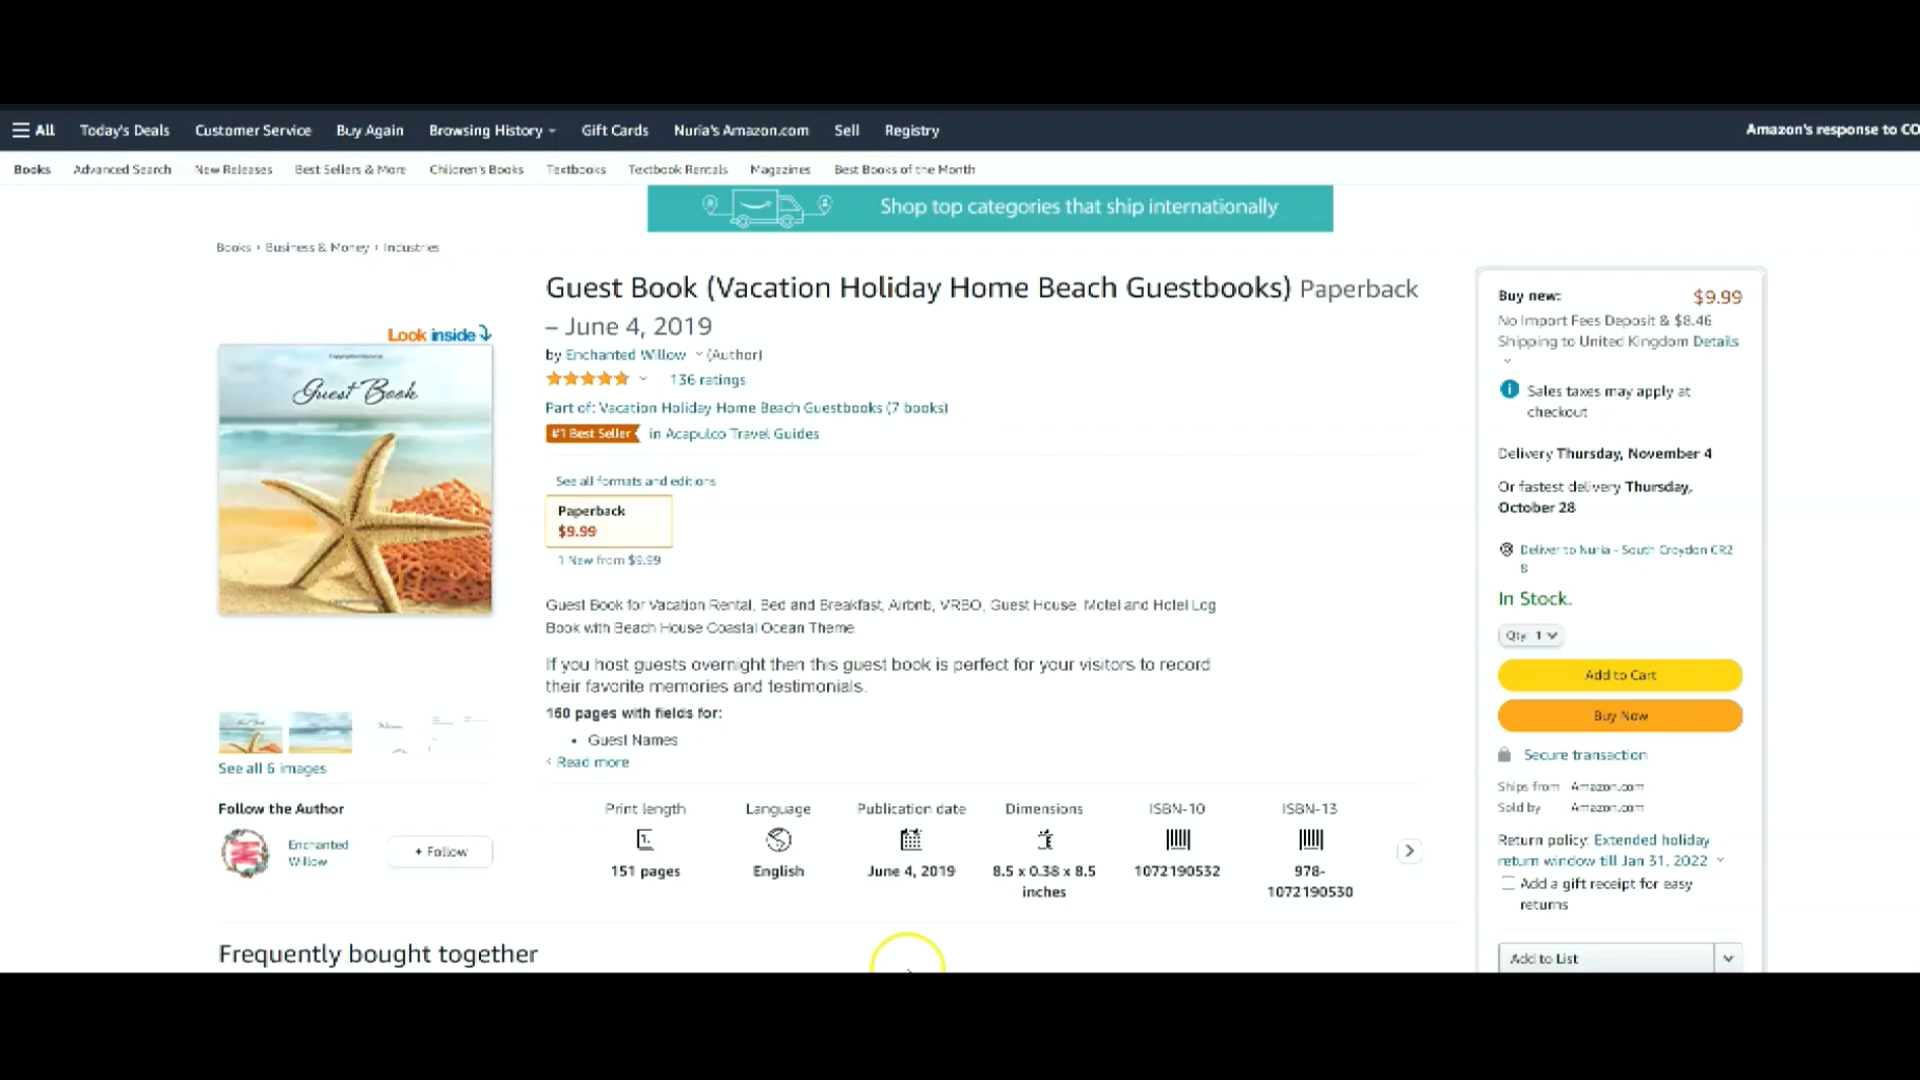 All Today's Deals Customer Service Buy Again Browsing History Gift Cards Nuria's Amazon.com Sell Registry Amazon's response to CO
Books Advanced Search New Releases Best Sellers & More Children's Books Textbooks Textbook Rentals Magazines Best Books of the Month
Shop top categories that ship internationally
Books › Business & Money › Industries
Look inside
Guest Book
Guest Book (Vacation Holiday Home Beach Guestbooks) Paperback
– June 4, 2019
by Enchanted Willow (Author)
136 ratings
Part of: Vacation Holiday Home Beach Guestbooks (7 books)
#1 Best Seller in Acapulco Travel Guides
See all formats and editions
Paperback
$9.99
1 New from $9.99
Guest Book for Vacation Rental, Bed and Breakfast, Airbnb, VRBO, Guest House, Motel and Hotel Log
Book with Beach House Coastal Ocean Theme.
If you host guests overnight then this guest book is perfect for your visitors to record
their favorite memories and testimonials.
160 pages with fields for:
• Guest Names
Read more
See all 6 images
Follow the Author
Enchanted
Willow
+ Follow
Print length
151 pages
Language
English
Publication date
June 4, 2019
Dimensions
8.5 x 0.38 x 8.5
inches
ISBN-10
1072190532
ISBN-13
978-
1072190530
Frequently bought together
Buy new: $9.99
No Import Fees Deposit & $8.46
Shipping to United Kingdom Details
Sales taxes may apply at
checkout
Delivery Thursday, November 4
Or fastest delivery Thursday,
October 28
Deliver to Nuria - South Croydon CR2
8
In Stock.
Qty: 1
Add to Cart
Buy Now
Secure transaction
Ships from Amazon.com
Sold by Amazon.com
Return policy: Extended holiday
return window till Jan 31, 2022
Add a gift receipt for easy
returns
Add to List